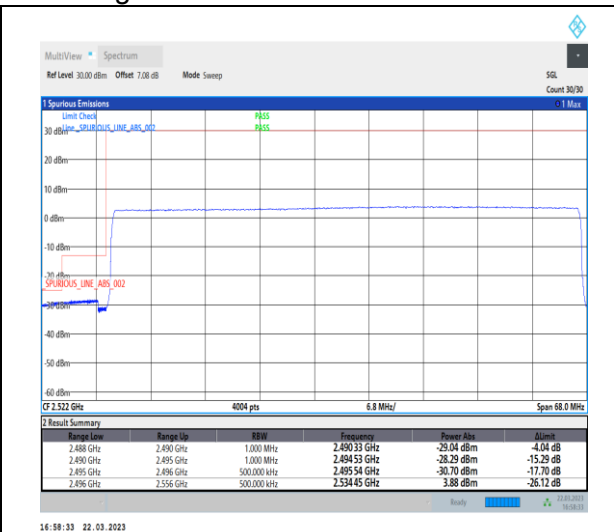 MultiView Spectrum
Ref Level 30.00 dBm Offset 7.08 dB Mode Sweep SGL
Count 30/30
1 Spurious Emissions 1 Max
Limit Check PASS
Line _SPURIOUS_LINE_ABS_002 PASS
30 dBm
20 dBm
10 dBm
0 dBm
-10 dBm
-20 dBm
_SPURIOUS_LINE_ABS_002
-30 dBm
-40 dBm
-50 dBm
-60 dBm
CF 2.522 GHz 4004 pts 6.8 MHz/ Span 68.0 MHz
2 Result Summary
Range Low Range Up RBW Frequency Power Abs ΔLimit
2.488 GHz 2.490 GHz 1.000 MHz 2.490 33 GHz -29.04 dBm -4.04 dB
2.490 GHz 2.495 GHz 1.000 MHz 2.494 53 GHz -28.29 dBm -15.29 dB
2.495 GHz 2.496 GHz 500.000 kHz 2.495 54 GHz -30.70 dBm -17.70 dB
2.496 GHz 2.556 GHz 500.000 kHz 2.534 45 GHz 3.88 dBm -26.12 dB
Ready 22.03.2023
16:58:33
16:58:33 22.03.2023